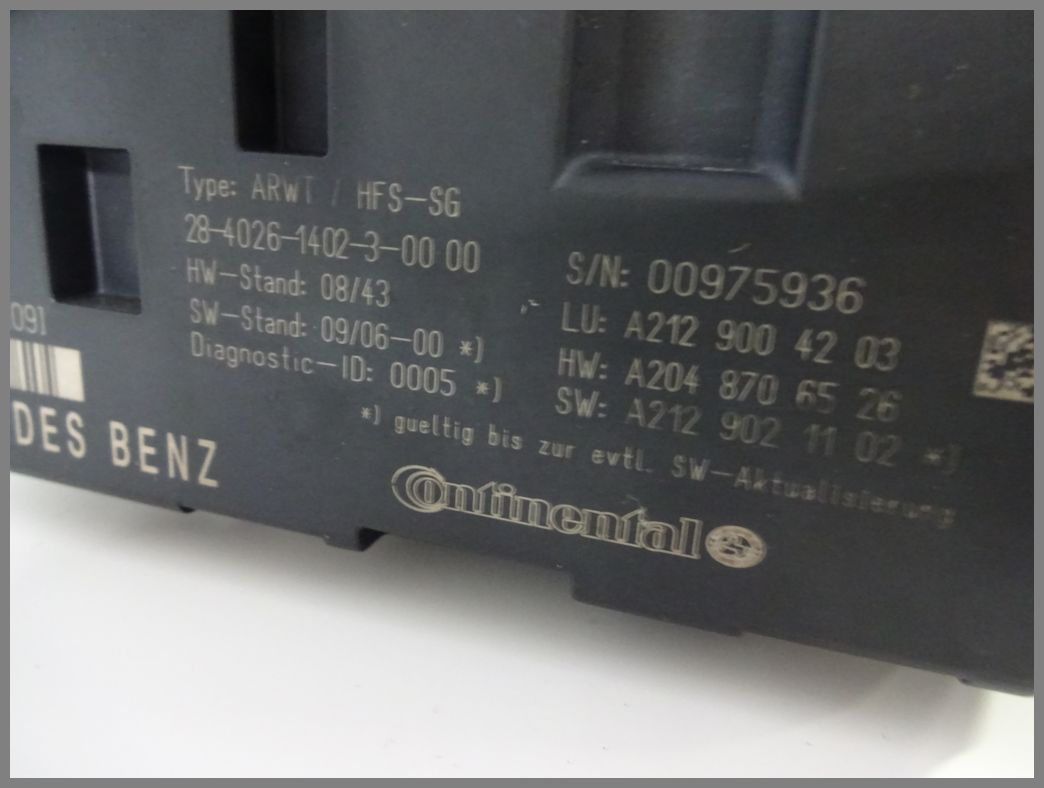 Type: ARWT / HFS-SG
28-4026-1402-3-00 00
HW-Stand: 08/43
SW-Stand: 09/06-00 *)
Diagnostic-ID: 0005 *)
S/N: 00975936
LU: A212 900 42 03
HW: A204 870 65 26
SW: A212 902 11 02 *)
*) gueltig bis zur evtl. SW-Aktualisierung
091
DES BENZ
Continental